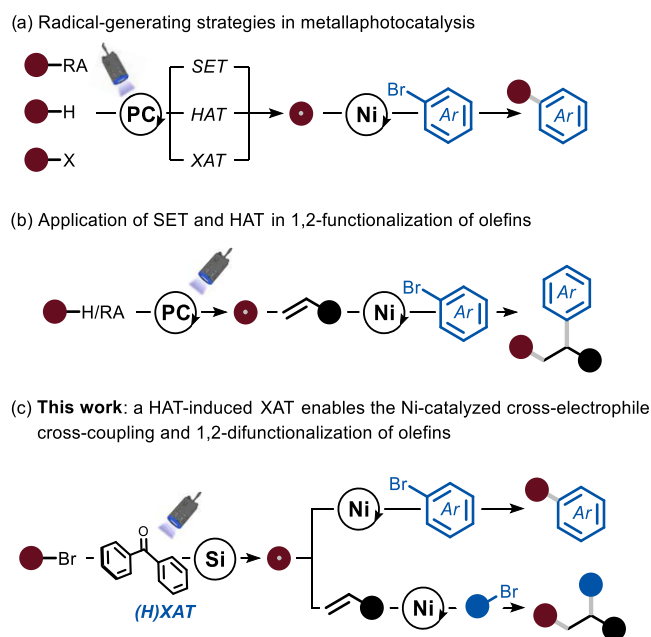 (a) Radical-generating strategies in metallaphotocatalysis
RA
SET
Br
H
PC
HAT
Ni
Ar
Ar
X
XAT
(b) Application of SET and HAT in 1,2-functionalization of olefins
Br
Ar
H/RA
PC
Ni
Ar
(c) This work: a HAT-induced XAT enables the Ni-catalyzed cross-electrophile
cross-coupling and 1,2-difunctionalization of olefins
Br
Ni
Ar
Ar
O
Br
Si
(H)XAT
Ni
Br